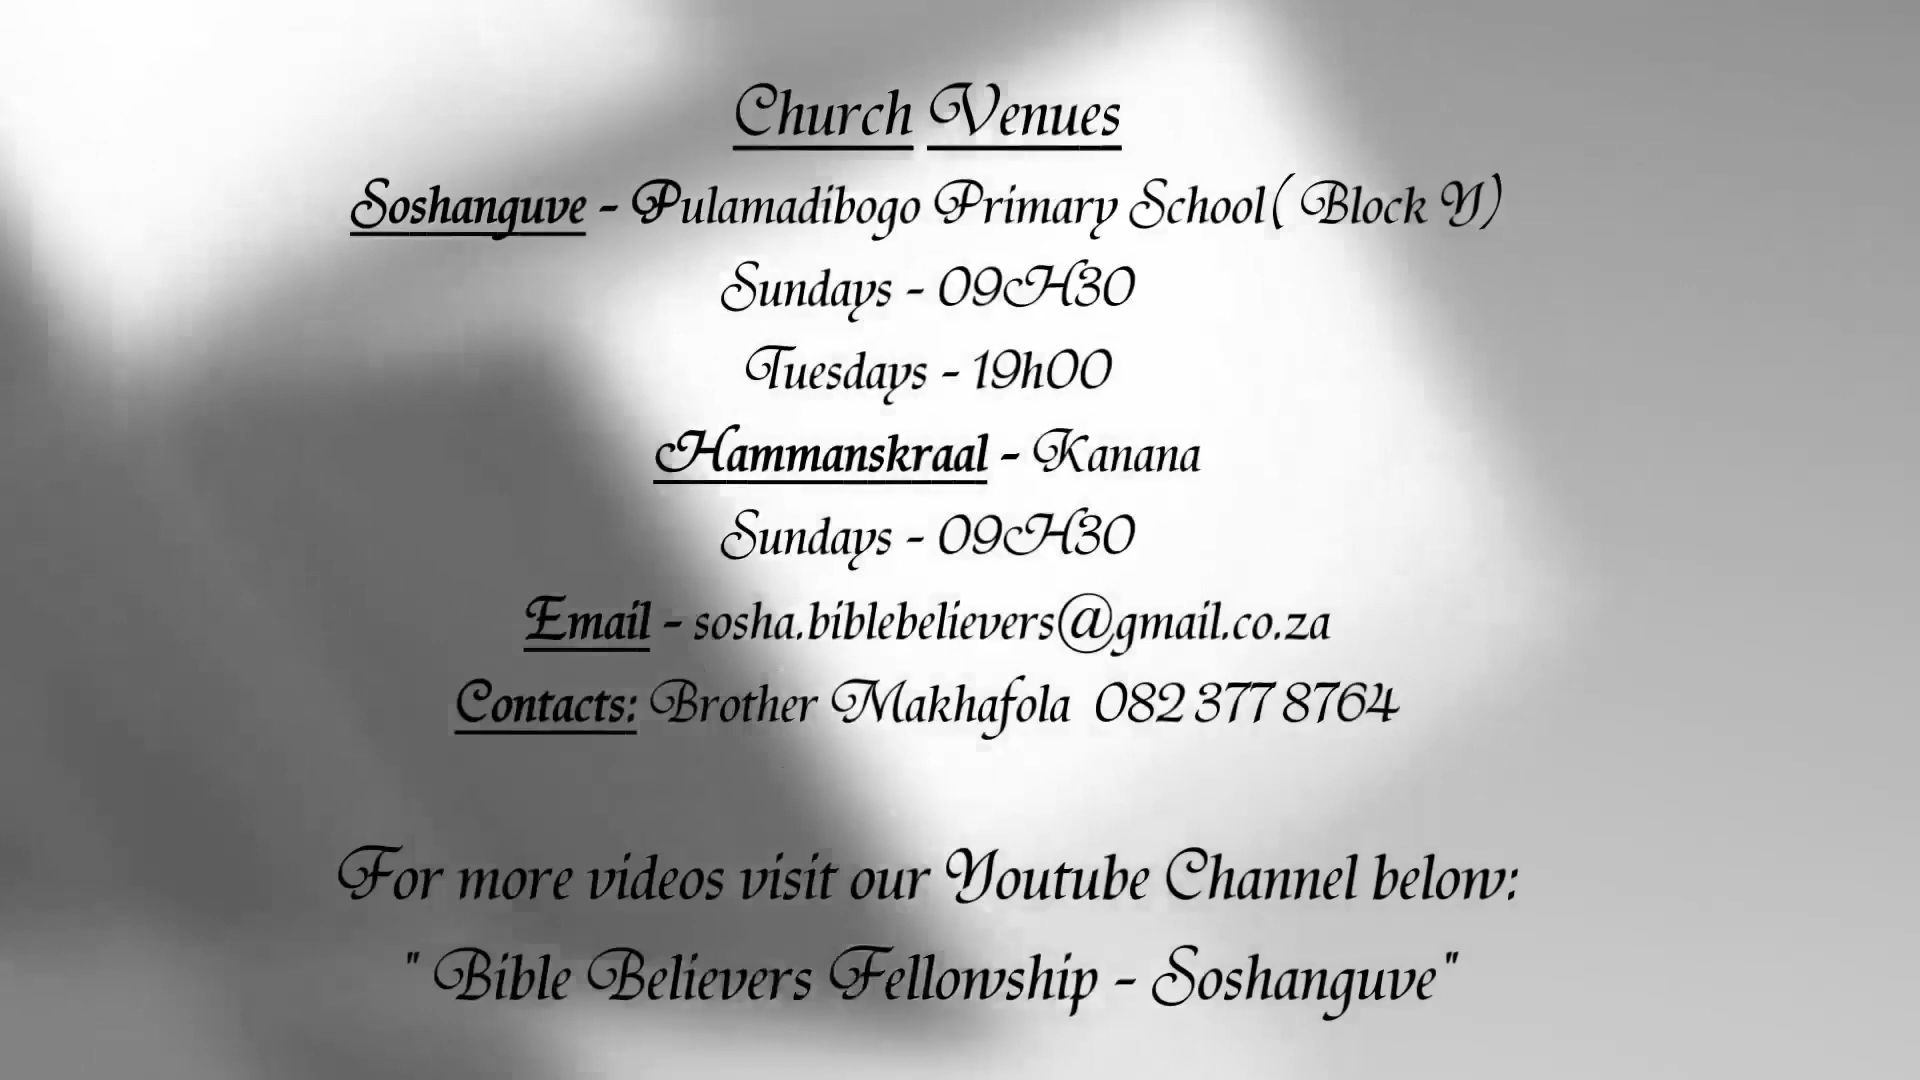 Church Venues
Soshanguve - Pulamadibogo Primary School( Block Y)
Sundays - 09H30
Tuesdays - 19h00
Hammanskraal - Kanana
Sundays - 09H30
Email - sosha.biblebelievers@gmail.co.za
Contacts: Brother Makhafola 082 377 8764
For more videos visit our Youtube Channel below:
" Bible Believers Fellowship - Soshanguve"